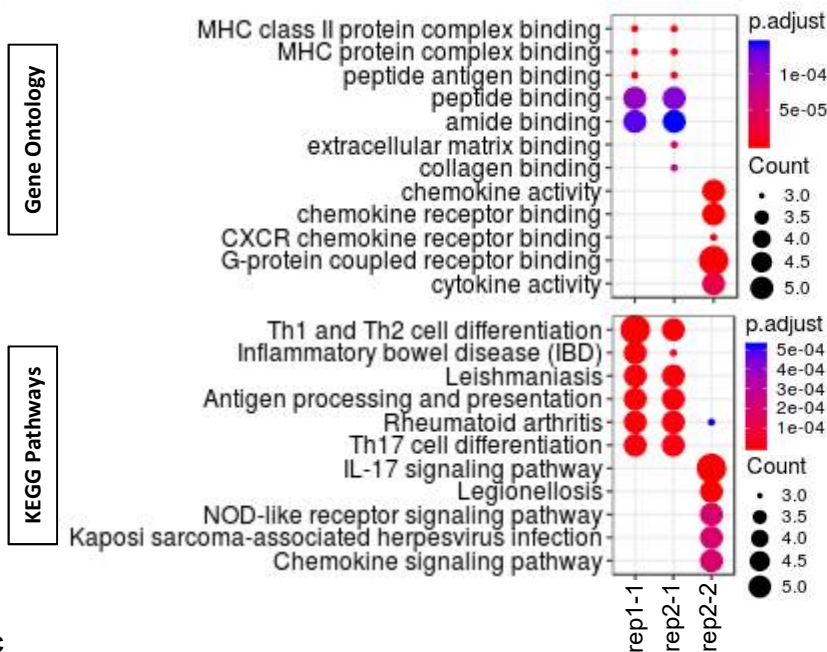 Gene Ontology
MHC class II protein complex binding
MHC protein complex binding
peptide antigen binding
peptide binding
amide binding
extracellular matrix binding
collagen binding
chemokine activity
chemokine receptor binding
CXCR chemokine receptor binding
G-protein coupled receptor binding
cytokine activity
p.adjust
1e-04
5e-05
Count
3.0
3.5
4.0
4.5
5.0
KEGG Pathways
Th1 and Th2 cell differentiation
Inflammatory bowel disease (IBD)
Leishmaniasis
Antigen processing and presentation
Rheumatoid arthritis
Th17 cell differentiation
IL-17 signaling pathway
Legionellosis
NOD-like receptor signaling pathway
Kaposi sarcoma-associated herpesvirus infection
Chemokine signaling pathway
p.adjust
5e-04
4e-04
3e-04
2e-04
1e-04
Count
3.0
3.5
4.0
4.5
5.0
rep1-1
rep2-1
rep2-2